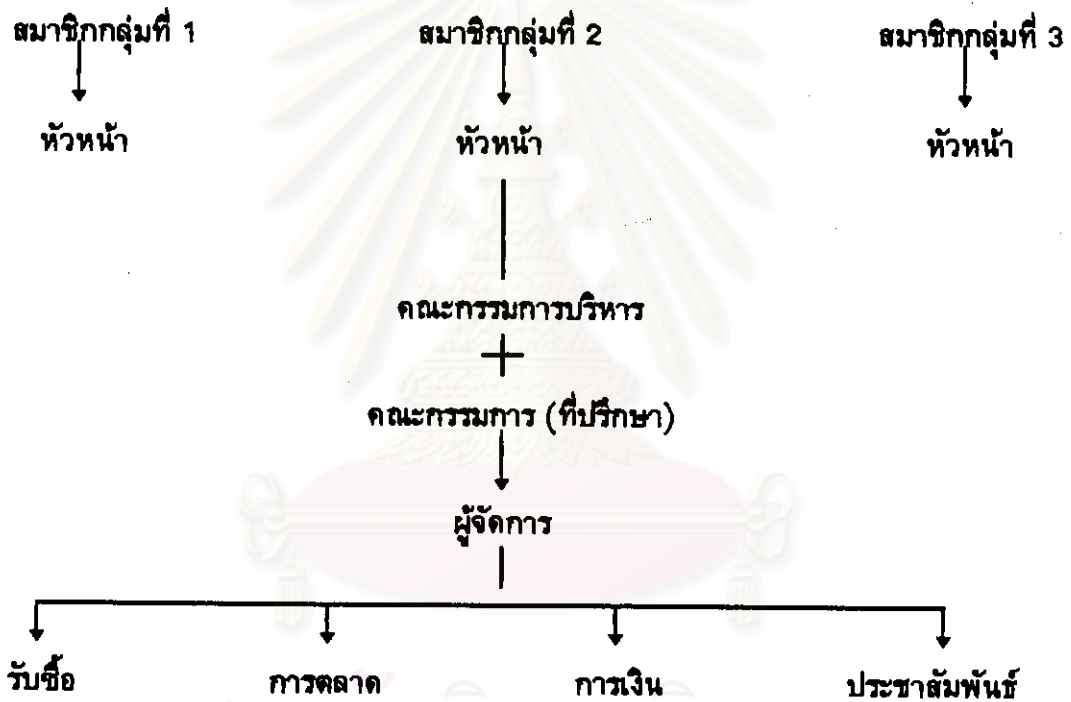 สมาชิกกลุ่มที่ 1 สมาชิกกลุ่มที่ 2 สมาชิกกลุ่มที่ 3
หัวหน้า หัวหน้า หัวหน้า
คณะกรรมการบริหาร
+
คณะกรรมการ (ที่ปรึกษา)
ผู้จัดการ
รับซื้อ การตลาด การเงิน ประชาสัมพันธ์